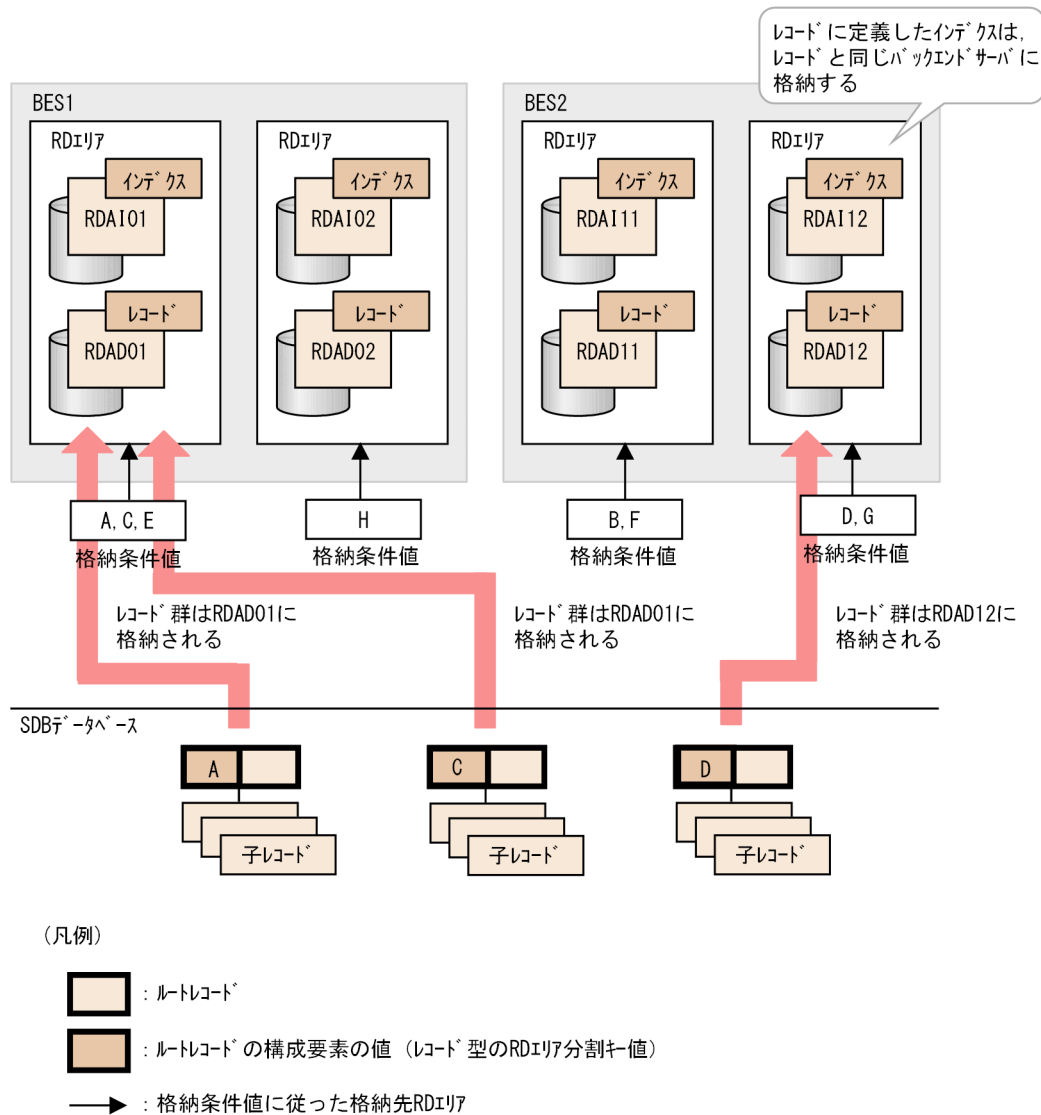 レコードに定義したインデクスは,
レコードと同じバックエンドサーバに
格納する
BES1
BES2
RDエリア
RDエリア
RDエリア
RDエリア
インデクス
インデクス
インデクス
インデクス
RDAI01
RDAI02
RDAI11
RDAI12
レコード
レコード
レコード
レコード
RDAD01
RDAD02
RDAD11
RDAD12
A, C, E
H
B, F
D, G
格納条件値
格納条件値
格納条件値
格納条件値
レコード群はRDAD01に
格納される
レコード群はRDAD01に
格納される
レコード群はRDAD12に
格納される
SDBデータベース
A
C
D
子レコード
子レコード
子レコード
(凡例)
:ルートレコード
:ルートレコードの構成要素の値(レコード型のRDエリア分割キー値)
:格納条件値に従った格納先RDエリア